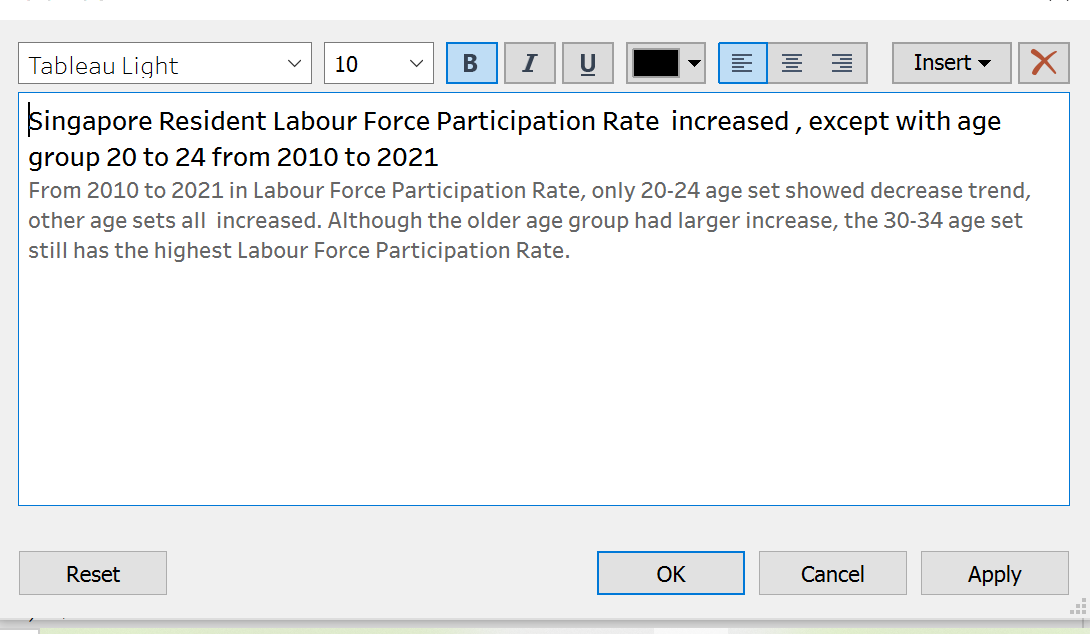 Tableau Light 10 B I U Insert
Singapore Resident Labour Force Participation Rate  increased , except with age
group 20 to 24 from 2010 to 2021
From 2010 to 2021 in Labour Force Participation Rate, only 20-24 age set showed decrease trend,
other age sets all  increased. Although the older age group had larger increase, the 30-34 age set
still has the highest Labour Force Participation Rate.
Reset OK Cancel Apply